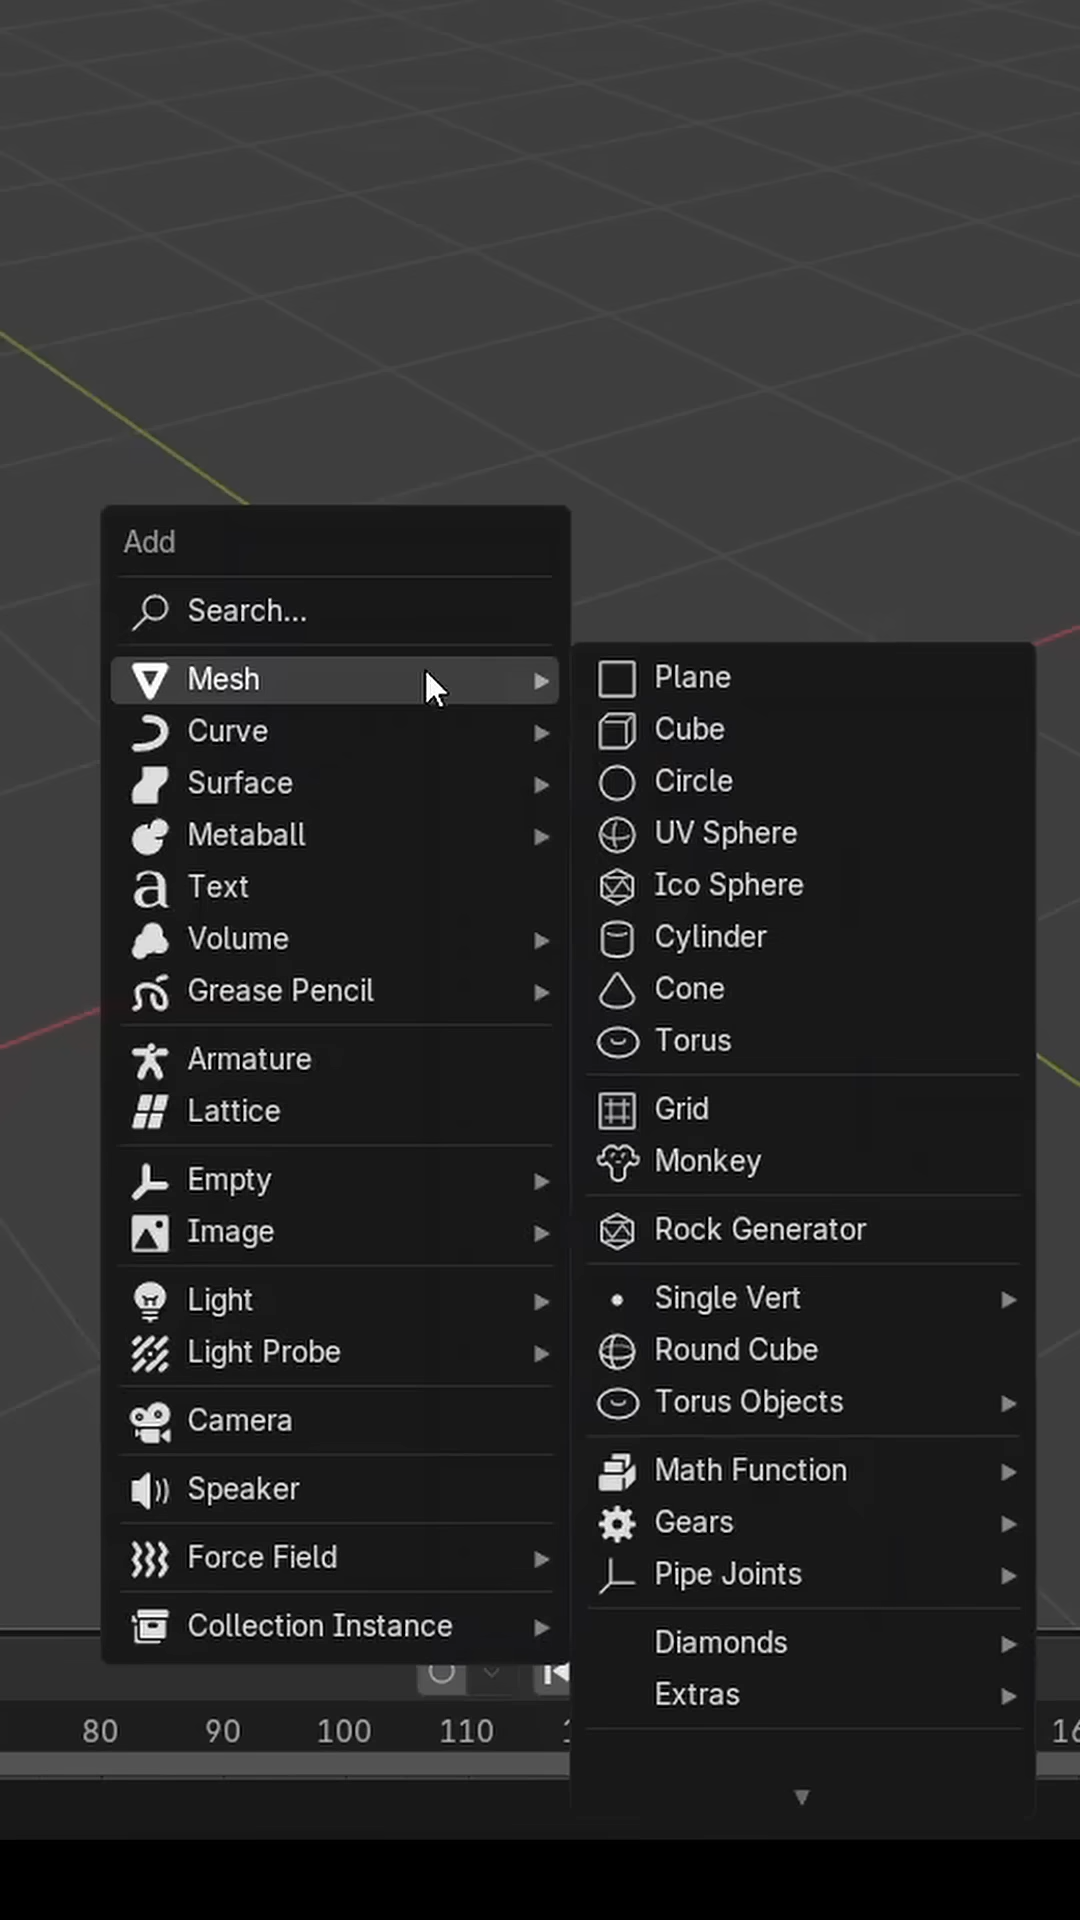 Add
Search...
Mesh
Curve
Surface
Metaball
Text
Volume
Grease Pencil
Armature
Lattice
Empty
Image
Light
Light Probe
Camera
Speaker
Force Field
Collection Instance
Plane
Cube
Circle
UV Sphere
Ico Sphere
Cylinder
Cone
Torus
Grid
Monkey
Rock Generator
Single Vert
Round Cube
Torus Objects
Math Function
Gears
Pipe Joints
Diamonds
Extras
80 90 100 110